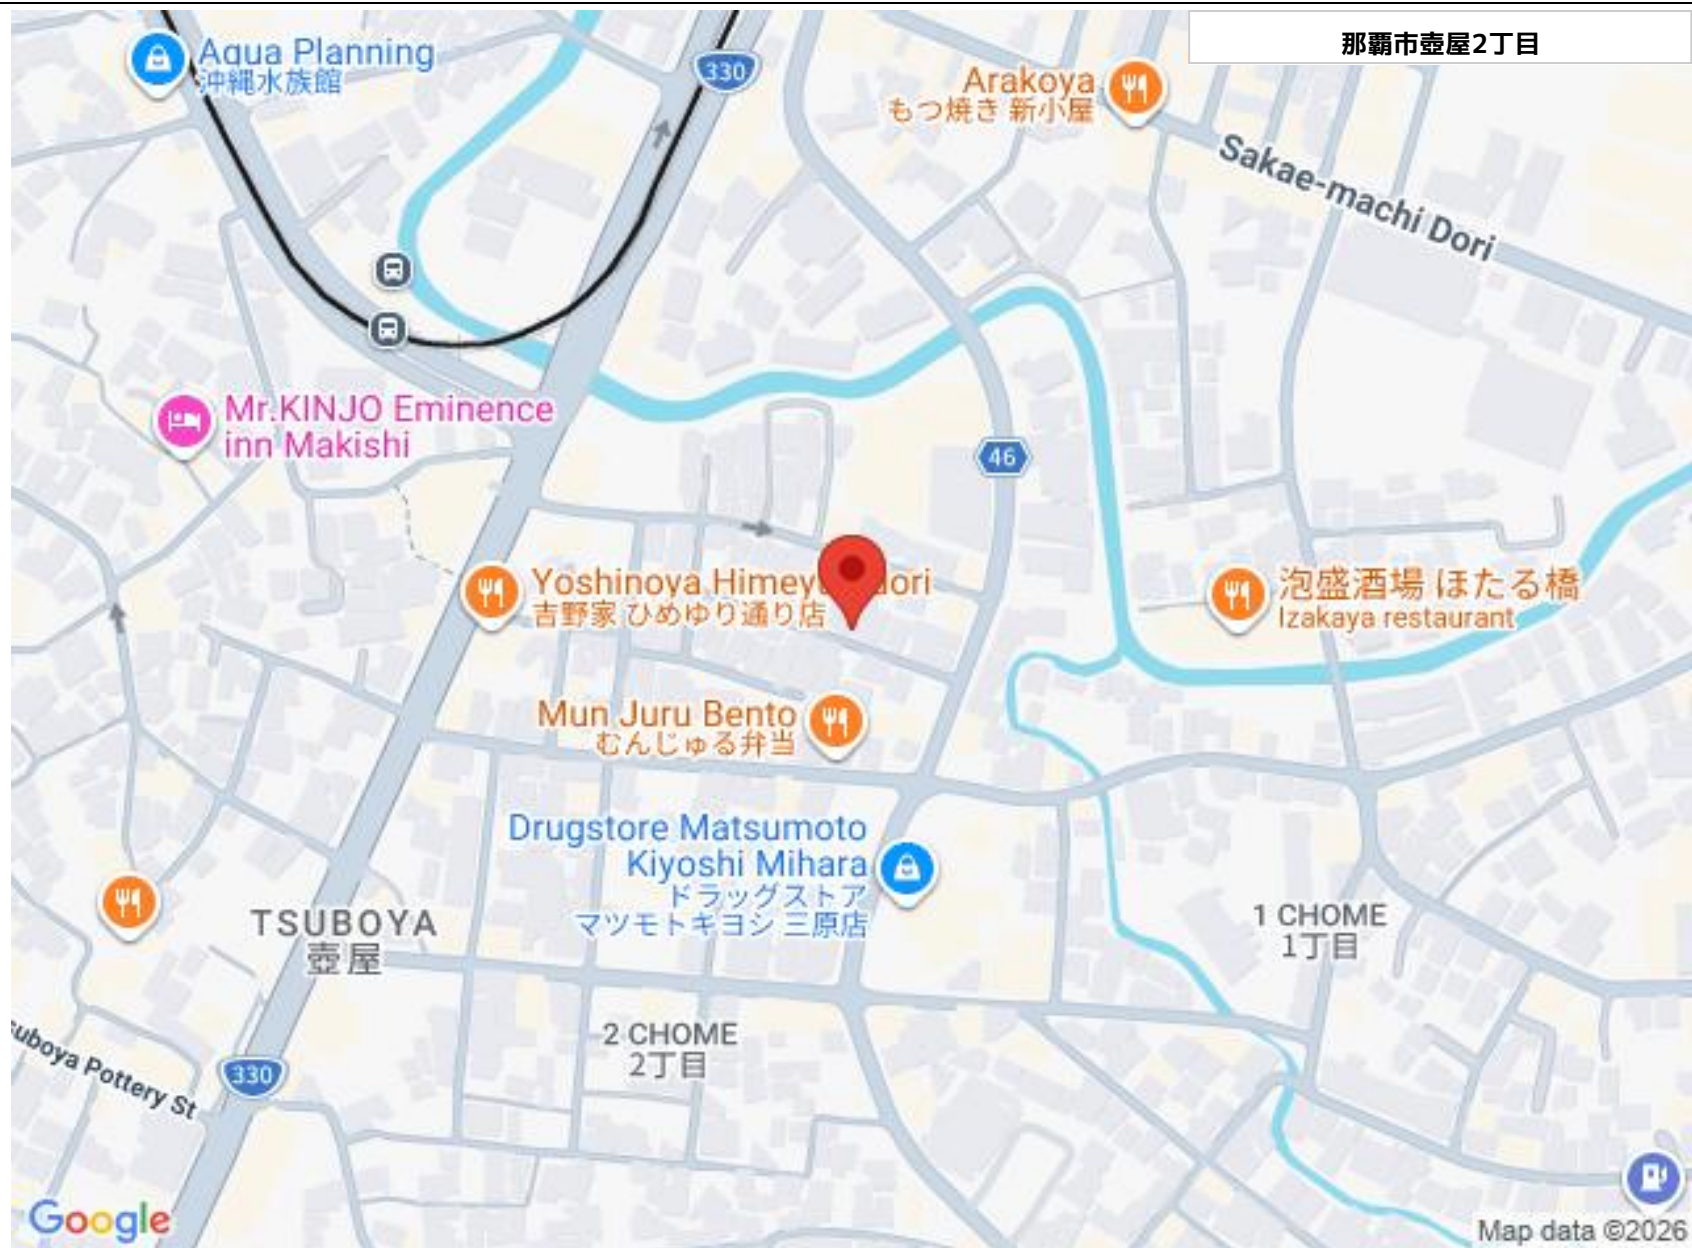 那覇市壺屋2丁目
Aqua Planning
沖縄水族館
330
Arakoya
もつ焼き 新小屋
Sakae-machi Dori
Mr.KINJO Eminence
inn Makishi
46
Yoshinoya Himeyu
ori
吉野家 ひめゆり通り店
泡盛酒場 ほたる橋
Izakaya restaurant
Mun Juru Bento
むんじゅる弁当
Drugstore Matsumoto
Kiyoshi Mihara
ドラッグストア
マツモトキヨシ 三原店
TSUBOYA
壺屋
1 CHOME
1丁目
2 CHOME
2丁目
suboya Pottery St
330
Google
Map data ©2026